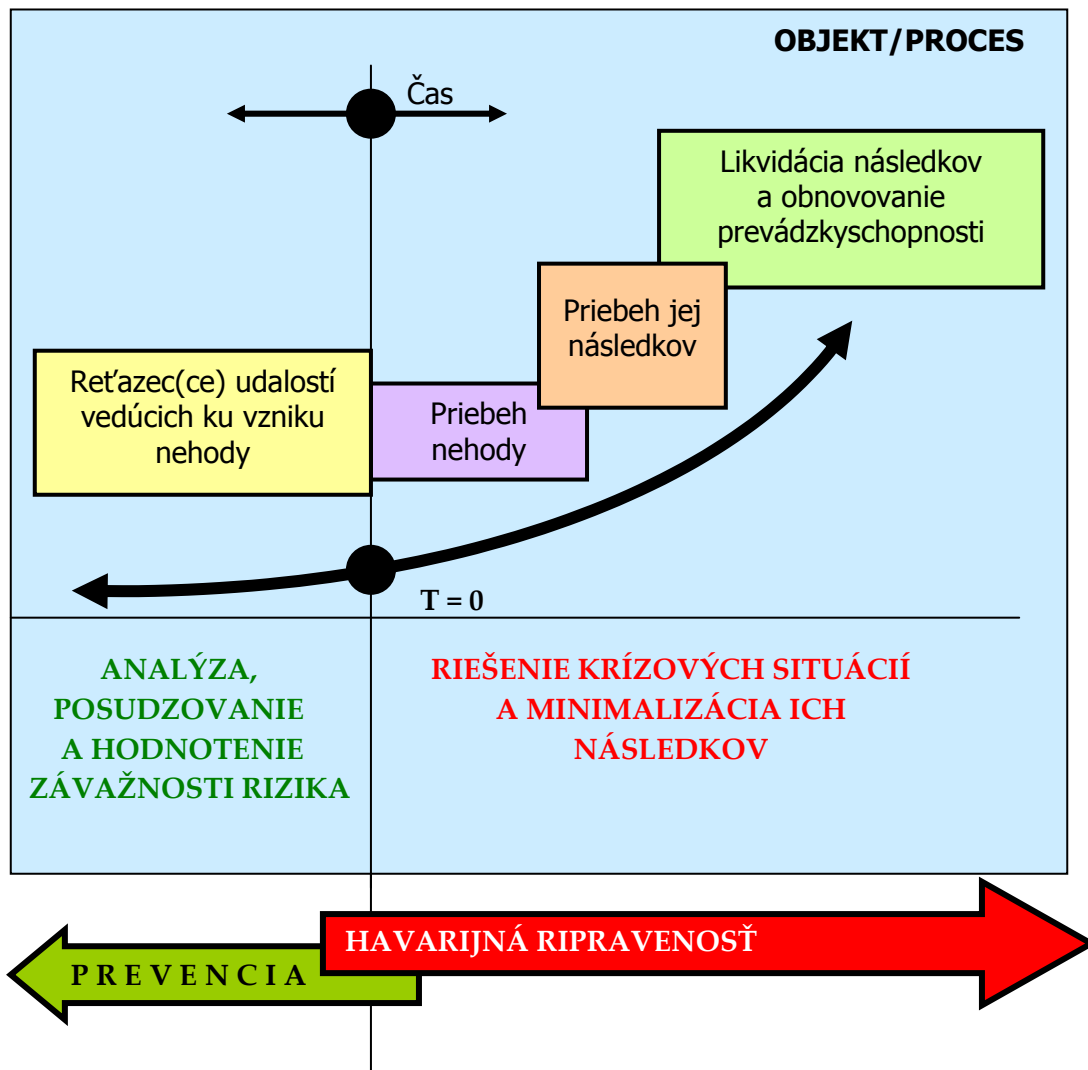 OBJEKT/PROCES
Čas
Likvidácia následkov
a obnovovanie
prevádzkyschopnosti
Priebeh jej
následkov
Reťazec(ce) udalostí
vedúcich ku vzniku
nehody
Priebeh
nehody
T = 0
ANALÝZA,
POSUDZOVANIE
A HODNOTENIE
ZÁVAŽNOSTI RIZIKA
RIEŠENIE KRÍZOVÝCH SITUÁCIÍ
A MINIMALIZÁCIA ICH
NÁSLEDKOV
HAVARIJNÁ RIPRAVENOSŤ
P R E V E N C I A